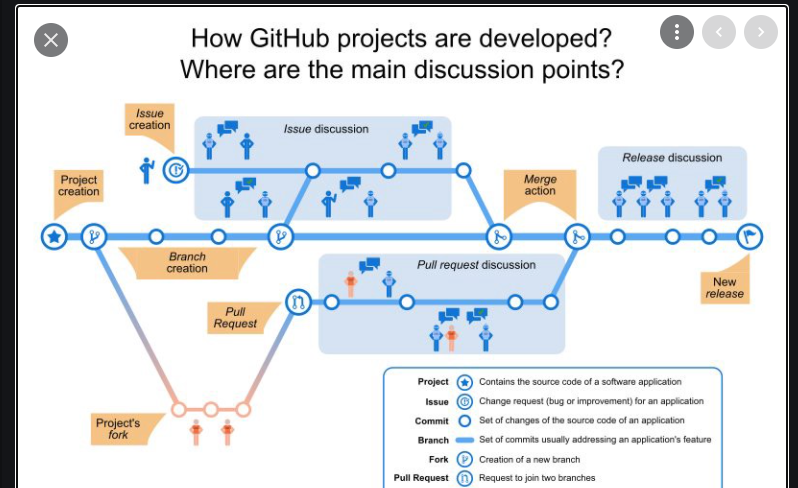 How GitHub projects are developed?
Where are the main discussion points?
Issue
creation
Issue discussion
Release discussion
Project
creation
Merge
action
Branch
creation
Pull request discussion
New
release
Pull
Request
Project's
fork
Project Contains the source code of a software application
Issue Change request (bug or improvement) for an application
Commit Set of changes of the source code of an application
Branch Set of commits usually addressing an application's feature
Fork Creation of a new branch
Pull Request Request to join two branches